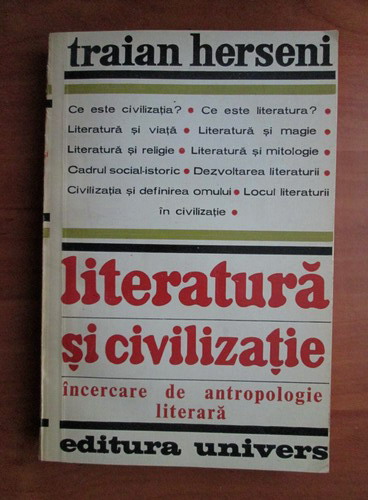 traian herseni
Ce este civilizația? • Ce este literatura? •
Literatură și viață • Literatură și magie •
Literatură și religie • Literatură și mitologie •
Cadrul social-istoric • Dezvoltarea literaturii •
Civilizația și definirea omului • Locul literaturii
în civilizație •
literatură
și civilizație
încercare de antropologie
literară
editura univers